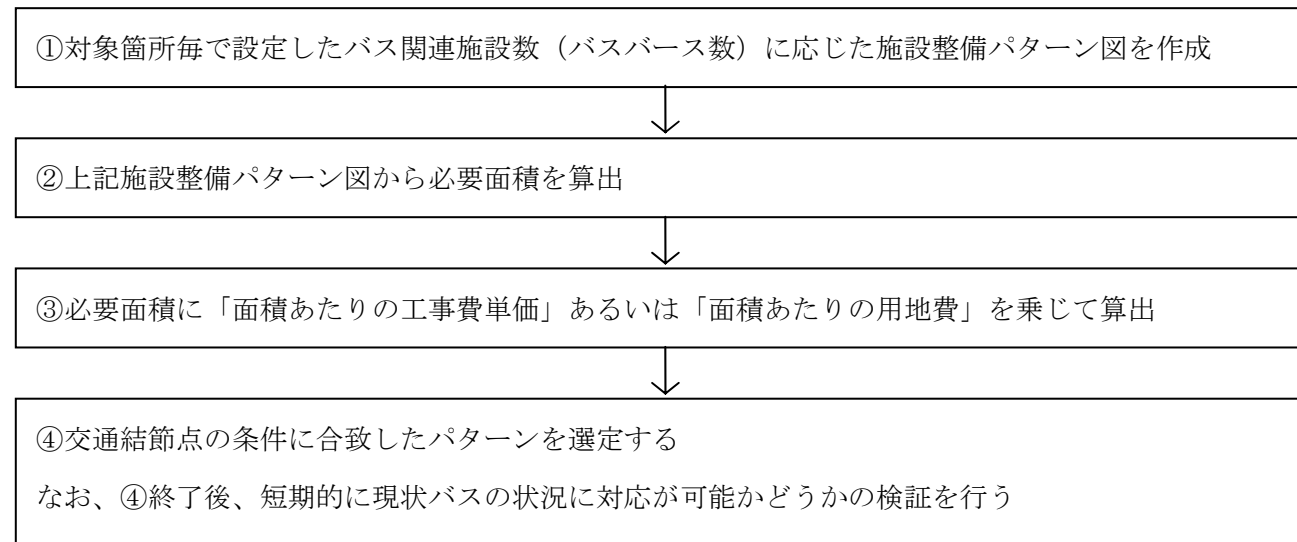 ①対象箇所毎で設定したバス関連施設数（バスバース数）に応じた施設整備パターン図を作成
②上記施設整備パターン図から必要面積を算出
③必要面積に「面積あたりの工事費単価」あるいは「面積あたりの用地費」を乗じて算出
④交通結節点の条件に合致したパターンを選定する
なお、④終了後、短期的に現状バスの状況に対応が可能かどうかの検証を行う